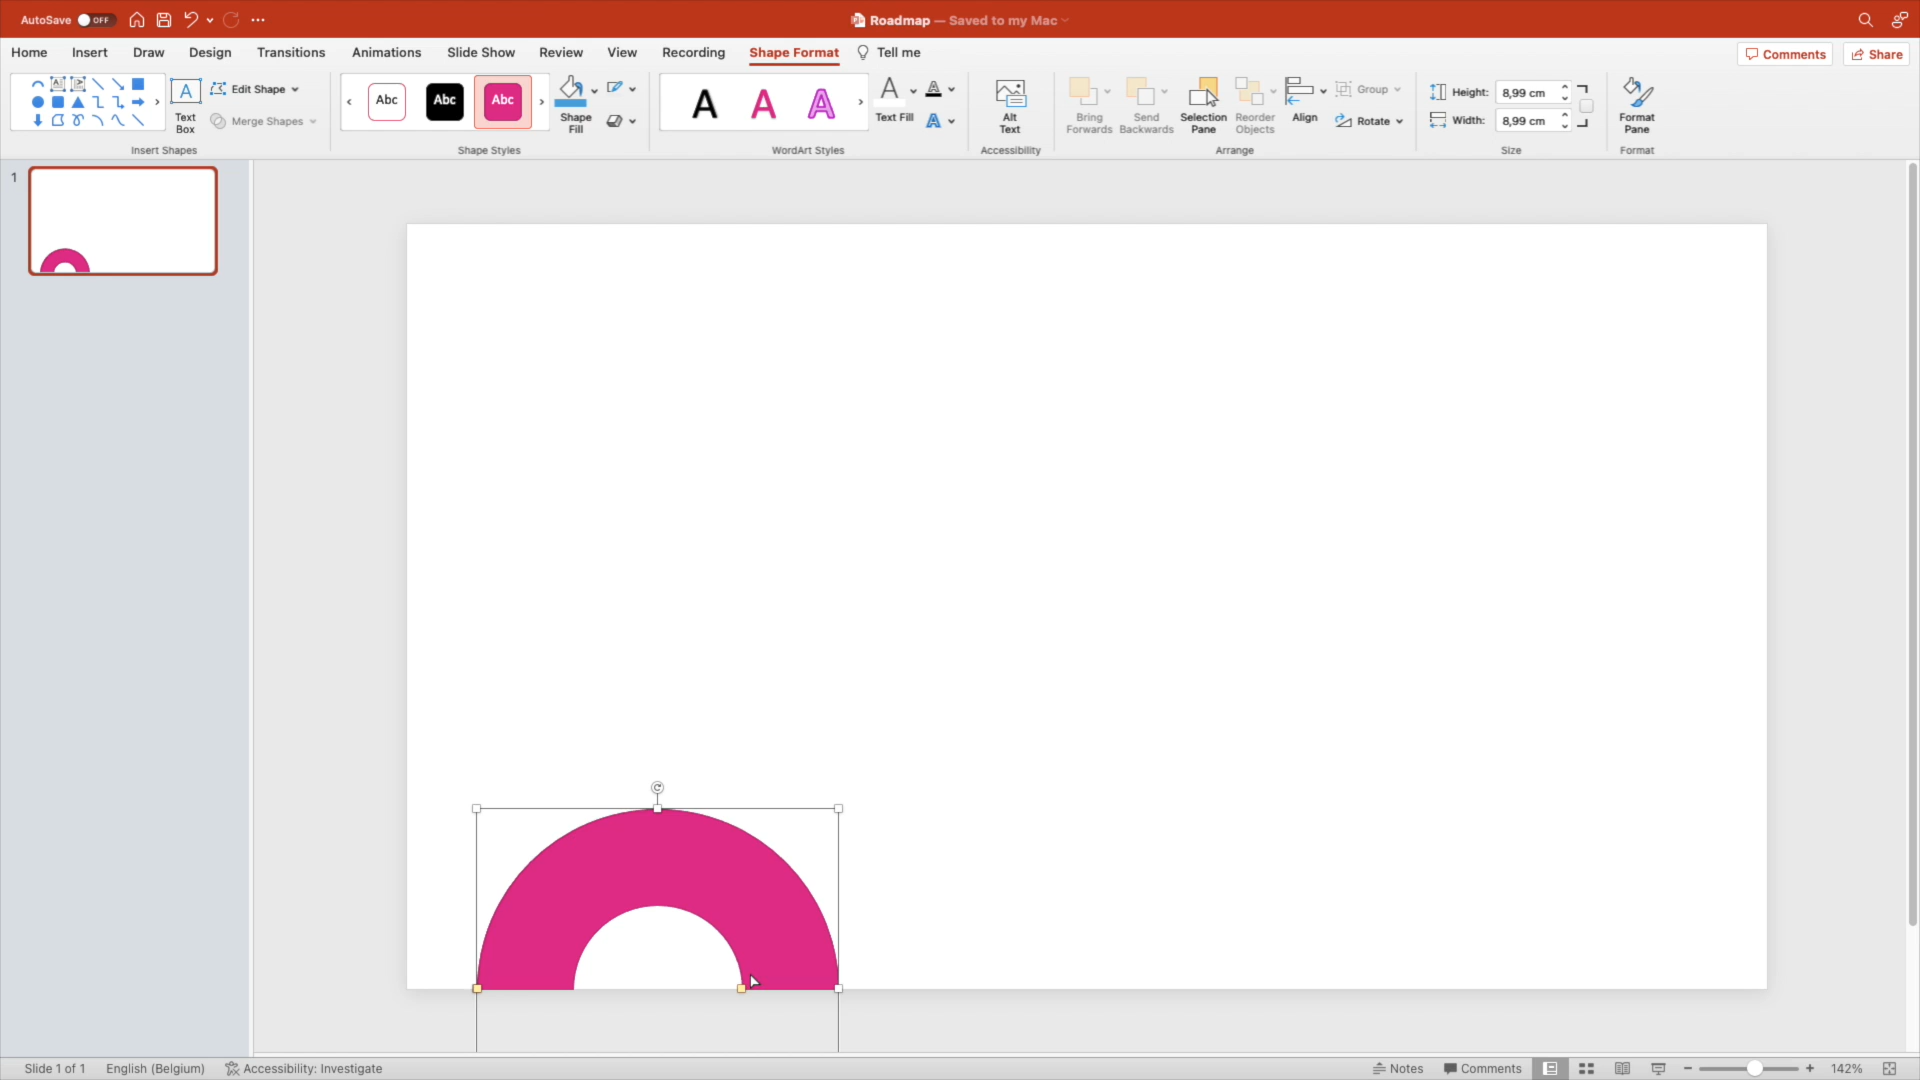 AutoSave OFF
Roadmap — Saved to my Mac
Home Insert Draw Design Transitions Animations Slide Show Review View Recording Shape Format Tell me
Comments Share
Text Box
Edit Shape
Merge Shapes
Insert Shapes
Abc Abc Abc
Shape Fill
Shape Styles
A A A
Text Fill
WordArt Styles
Alt Text
Accessibility
Bring Forwards
Send Backwards
Selection Pane
Reorder Objects
Align
Group
Rotate
Arrange
Height: 8,99 cm
Width: 8,99 cm
Size
Format Pane
Format
1
Slide 1 of 1 English (Belgium) Accessibility: Investigate
Notes Comments 142%